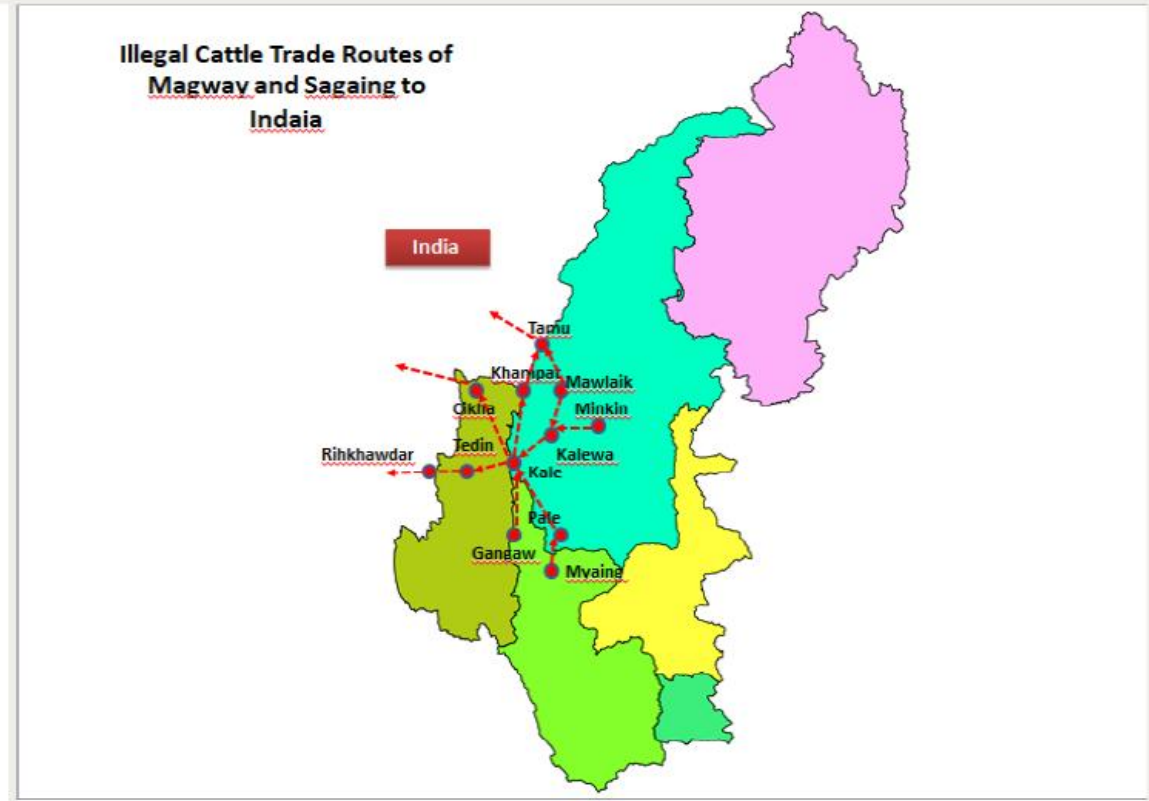 Illegal Cattle Trade Routes of
Magway and Sagaing to
Indaia
India
Tamu
Khampat
Mawlaik
Cikha
Minkin
Tedin
Kalewa
Rihkhawdar
Kale
Pale
Gangaw
Myaing